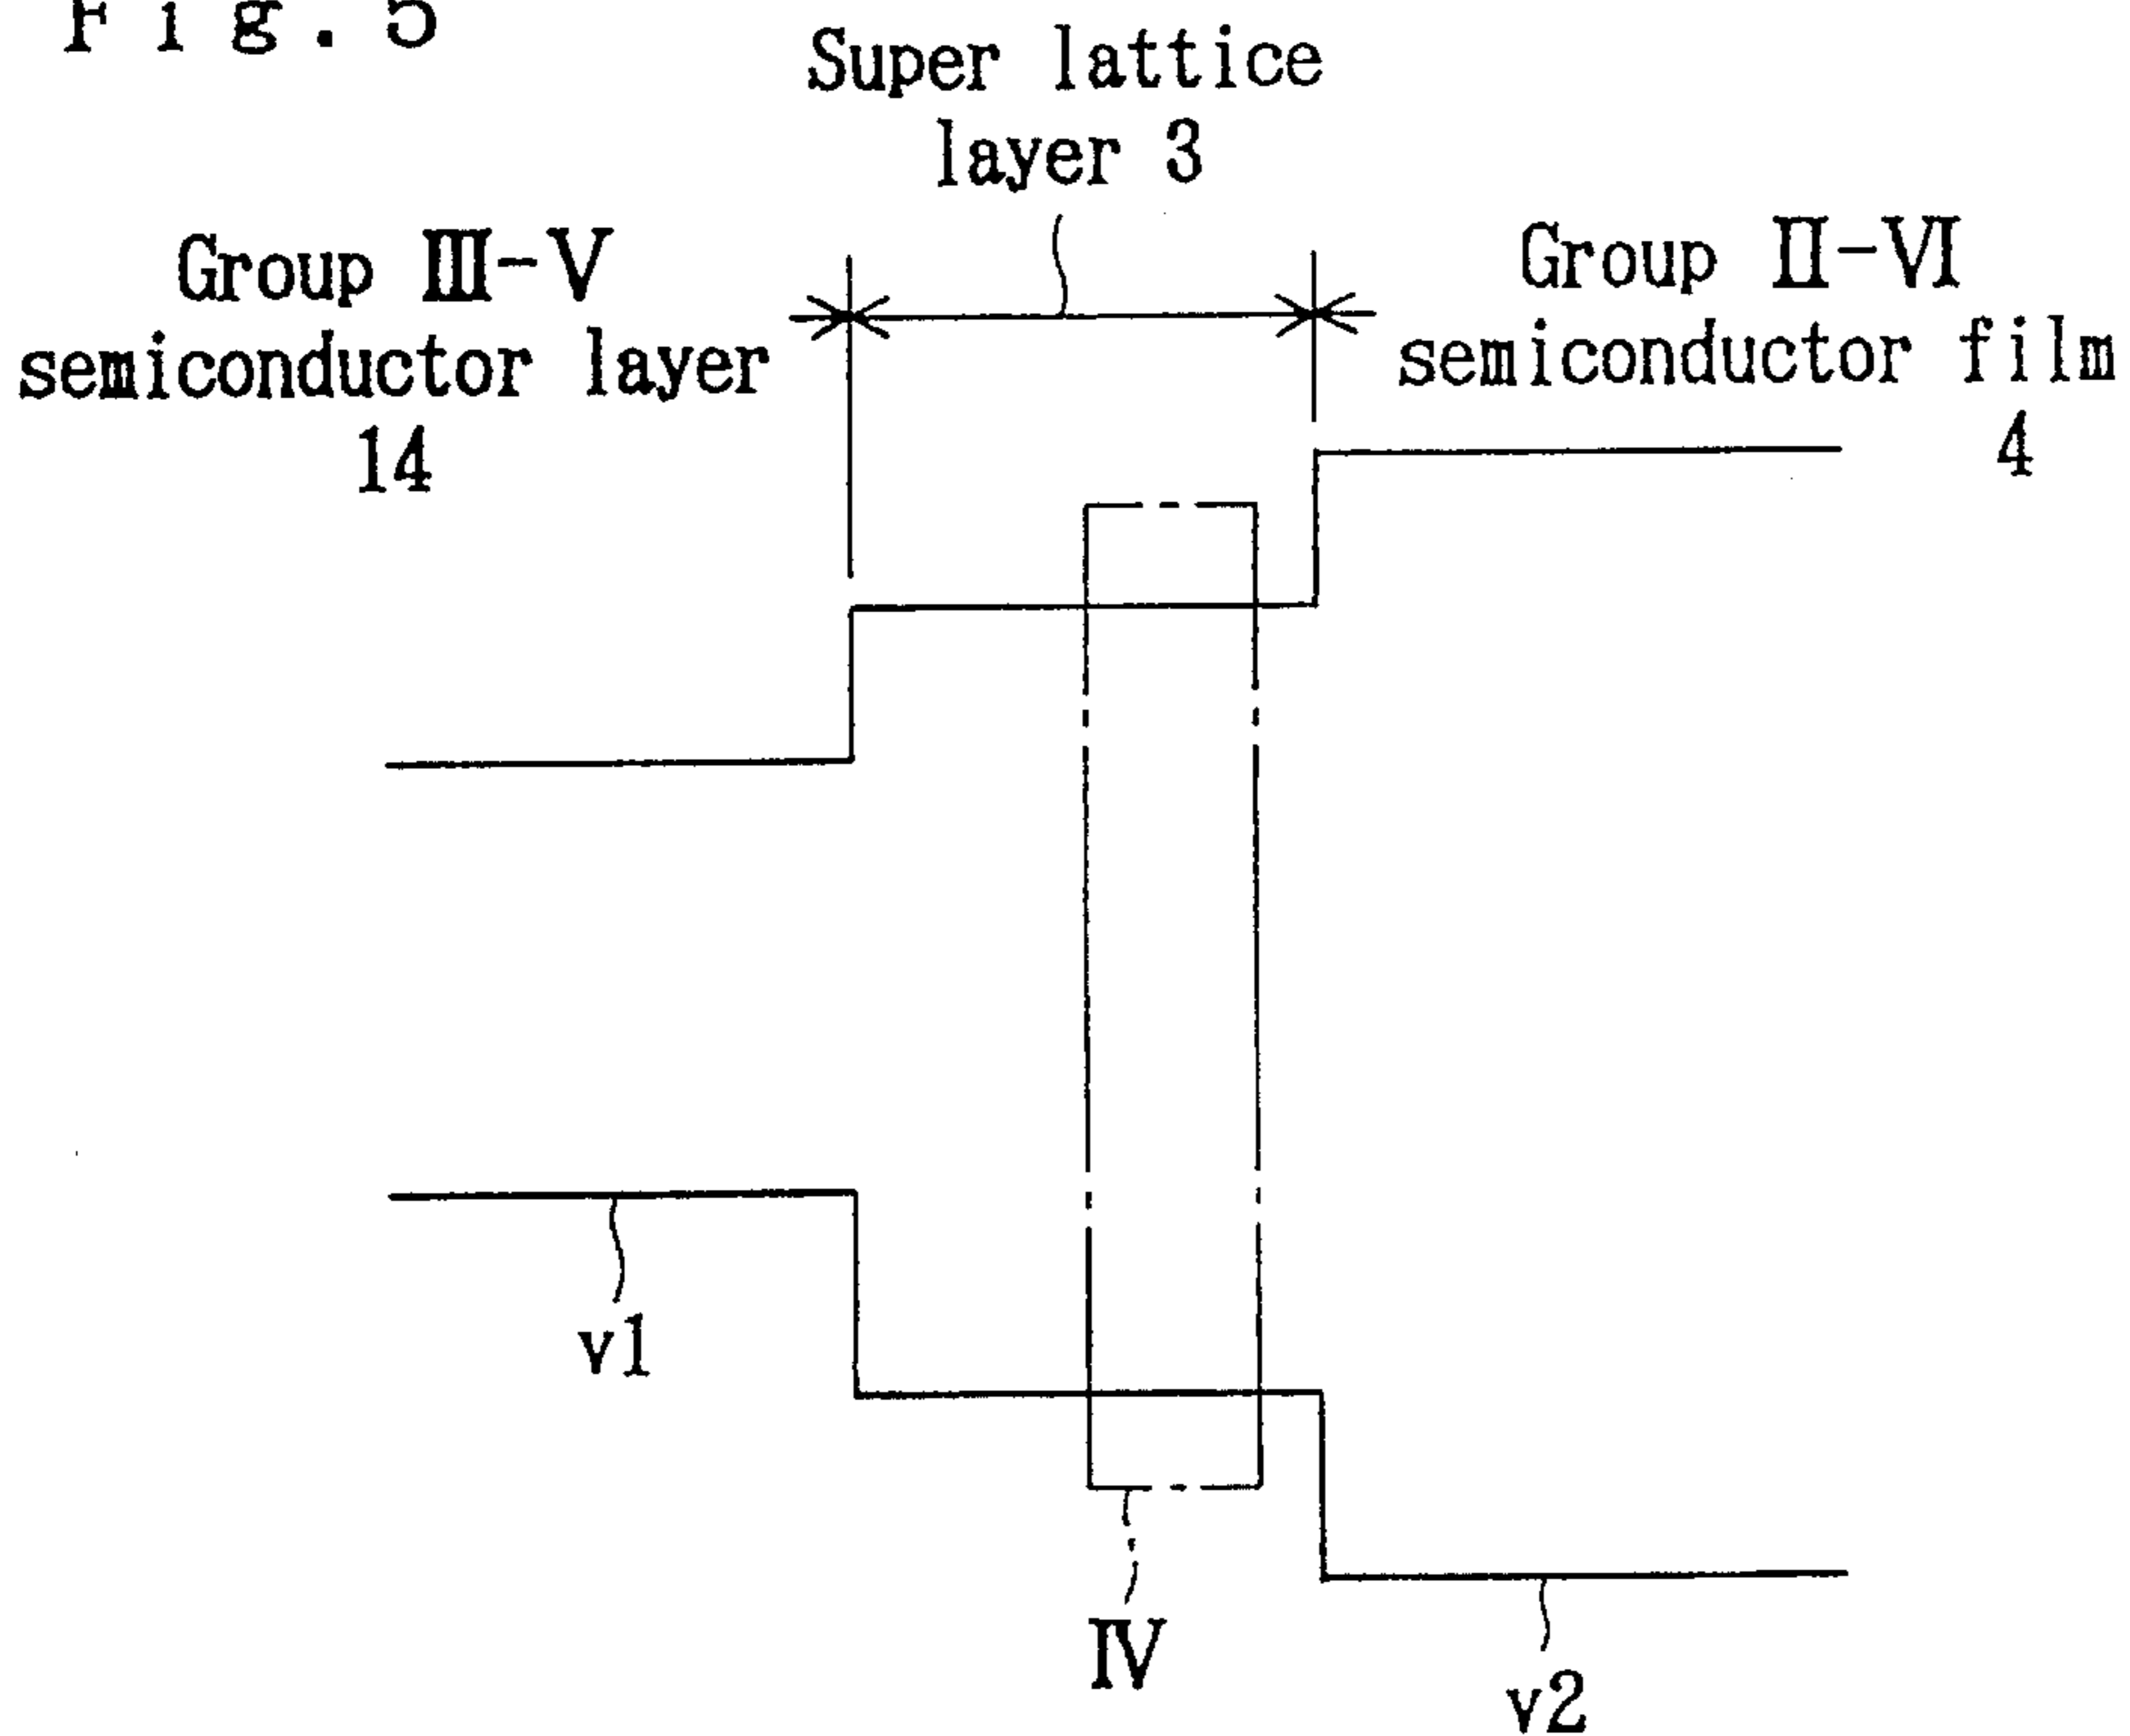 Fig.5
Super lattice
layer 3
Group III-V
semiconductor layer
14
Group II-VI
semiconductor film
4
v1
IV
v2